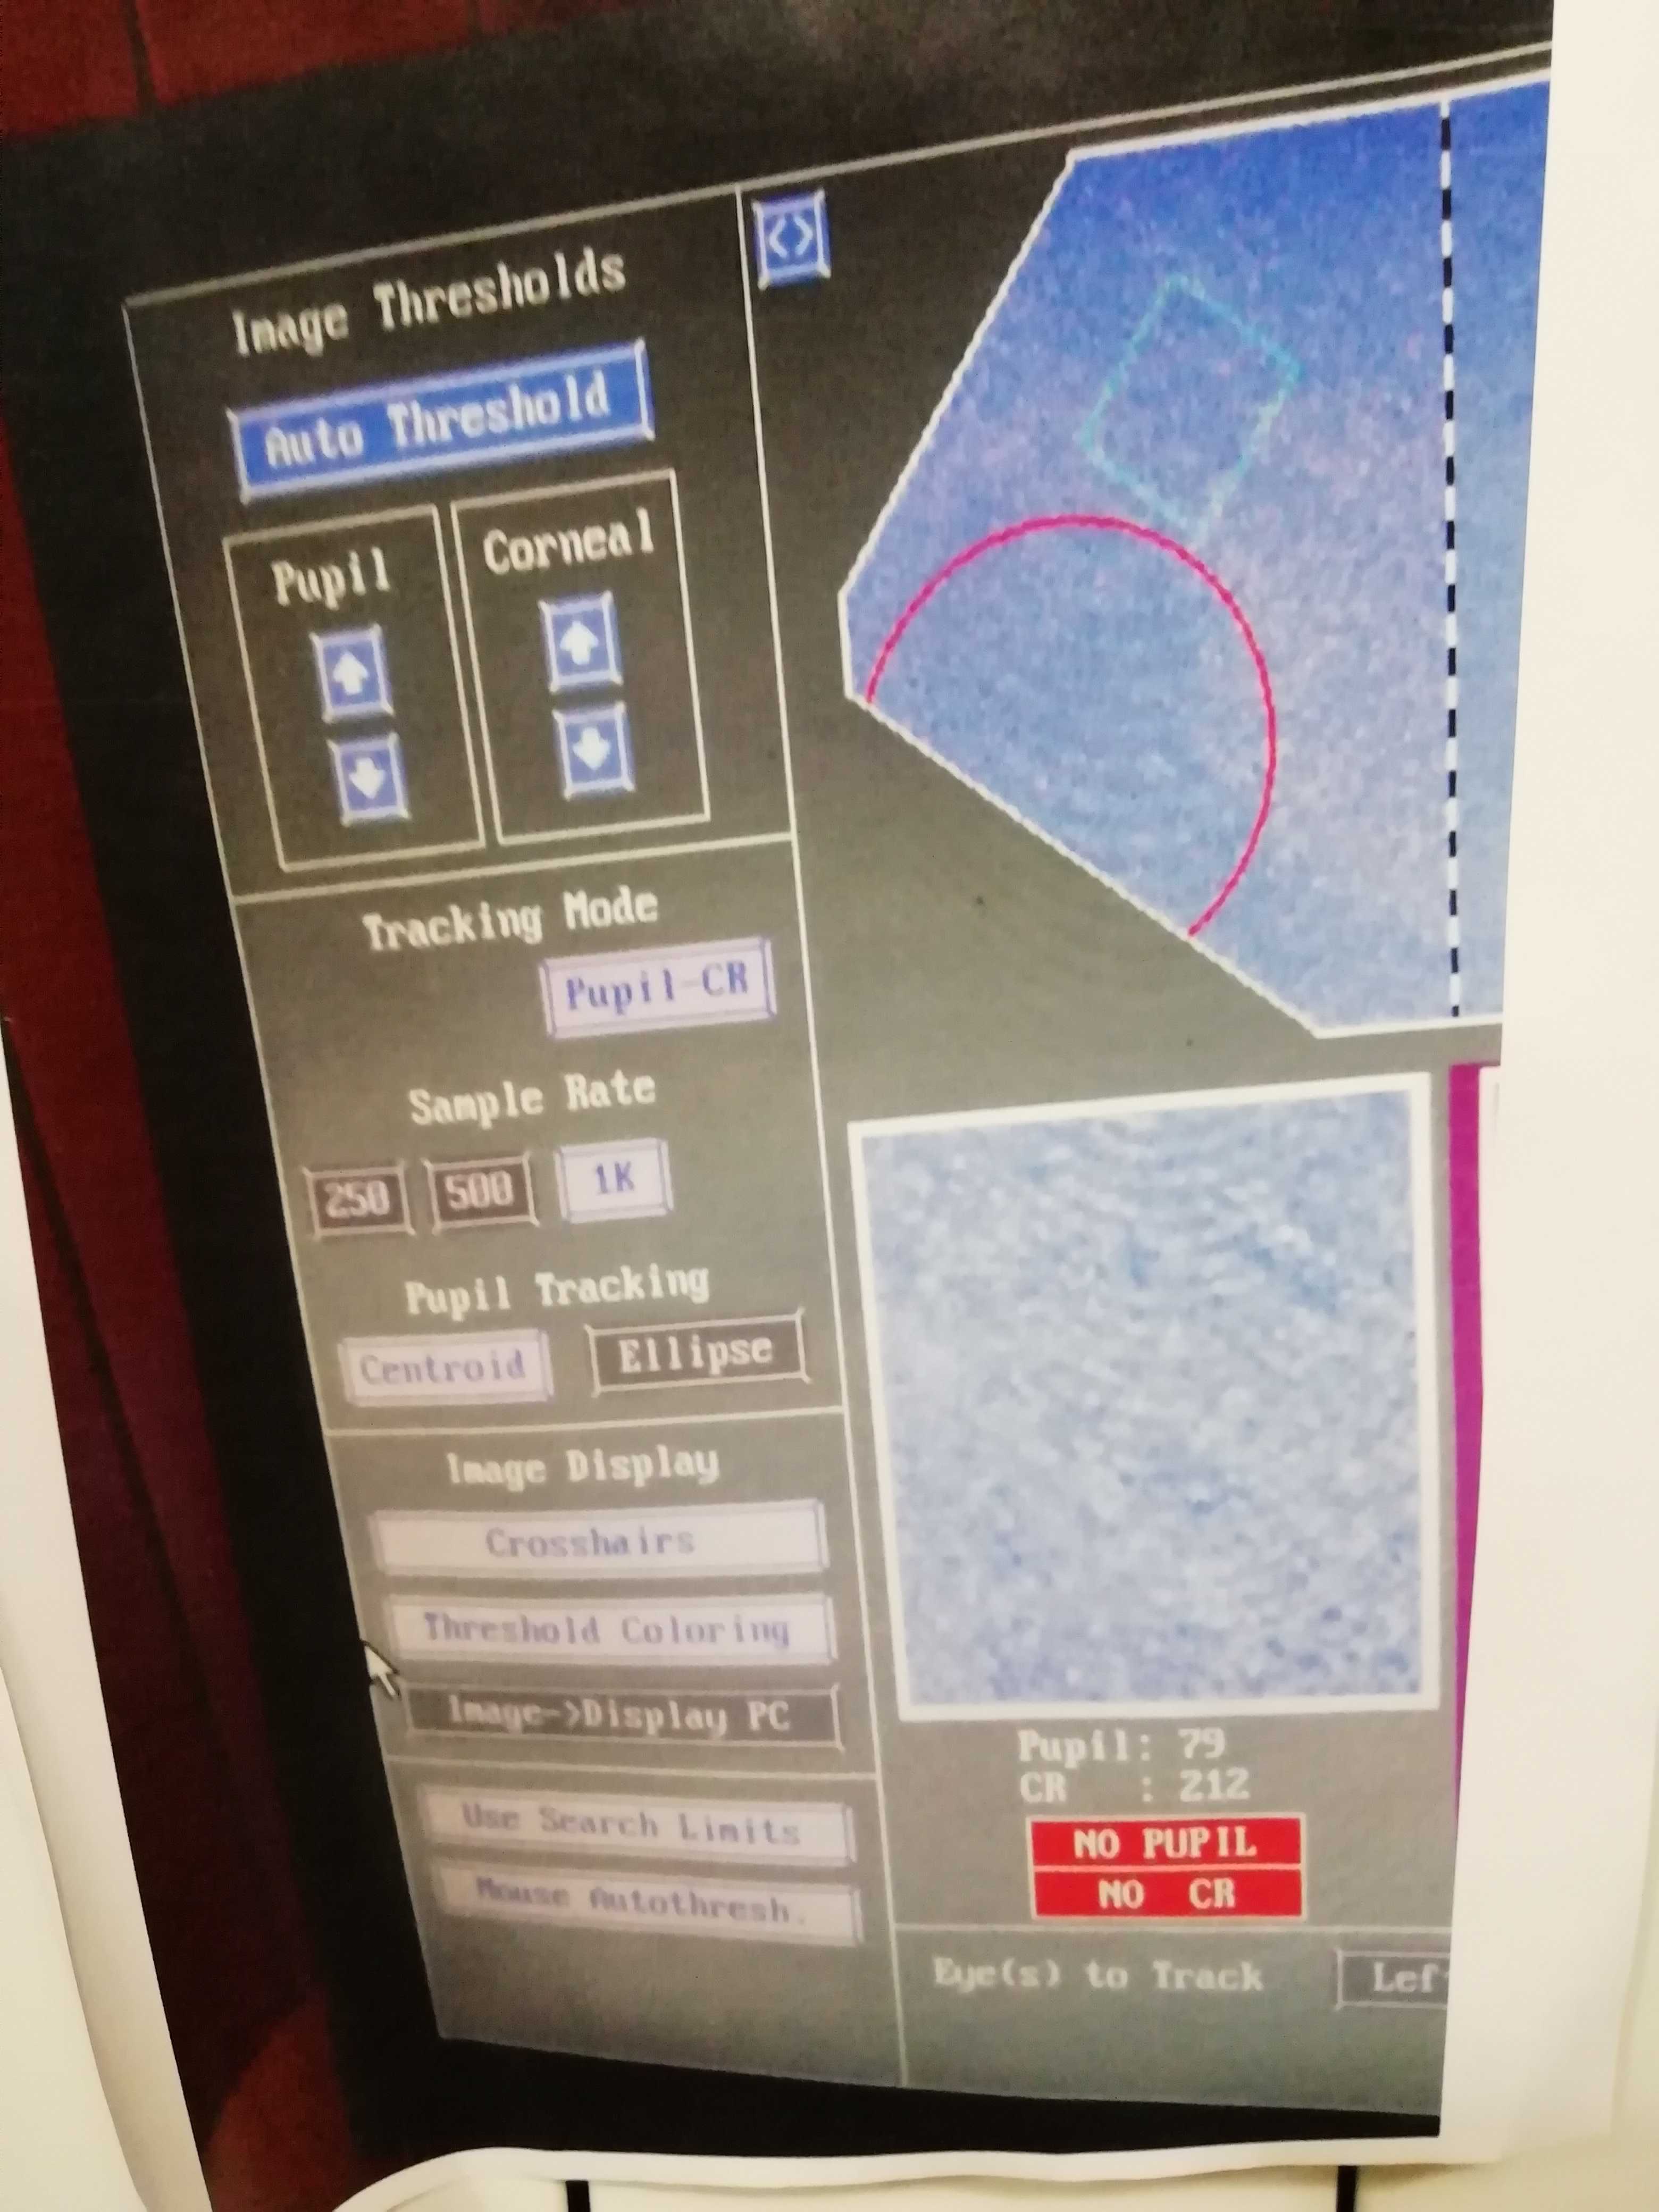 <>
Image Thresholds
Auto Threshold
Pupil
Corneal
Tracking Mode
Pupil-CR
Sample Rate
250 500 1K
Pupil Tracking
Centroid Ellipse
Image Display
Crosshairs
Threshold Coloring
Image->Display PC
Use Search Limits
Mouse Autothresh.
Pupil: 79
CR : 212
NO PUPIL
NO CR
Eye(s) to Track Lef